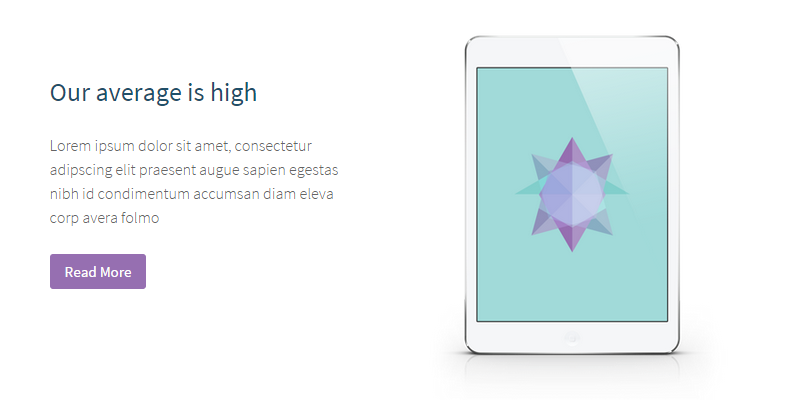 Our average is high
Lorem ipsum dolor sit amet, consectetur
adipscing elit praesent augue sapien egestas
nibh id condimentum accumsan diam eleva
corp avera folmo
Read More